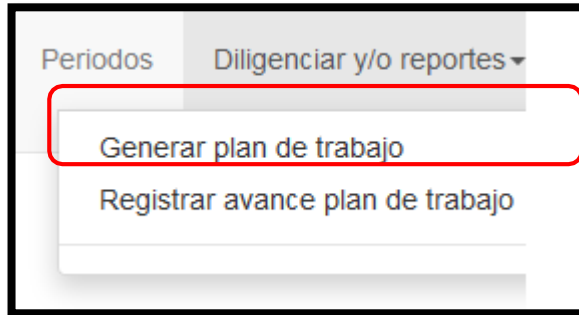 Periodos Diligenciar y/o reportes
Generar plan de trabajo
Registrar avance plan de trabajo